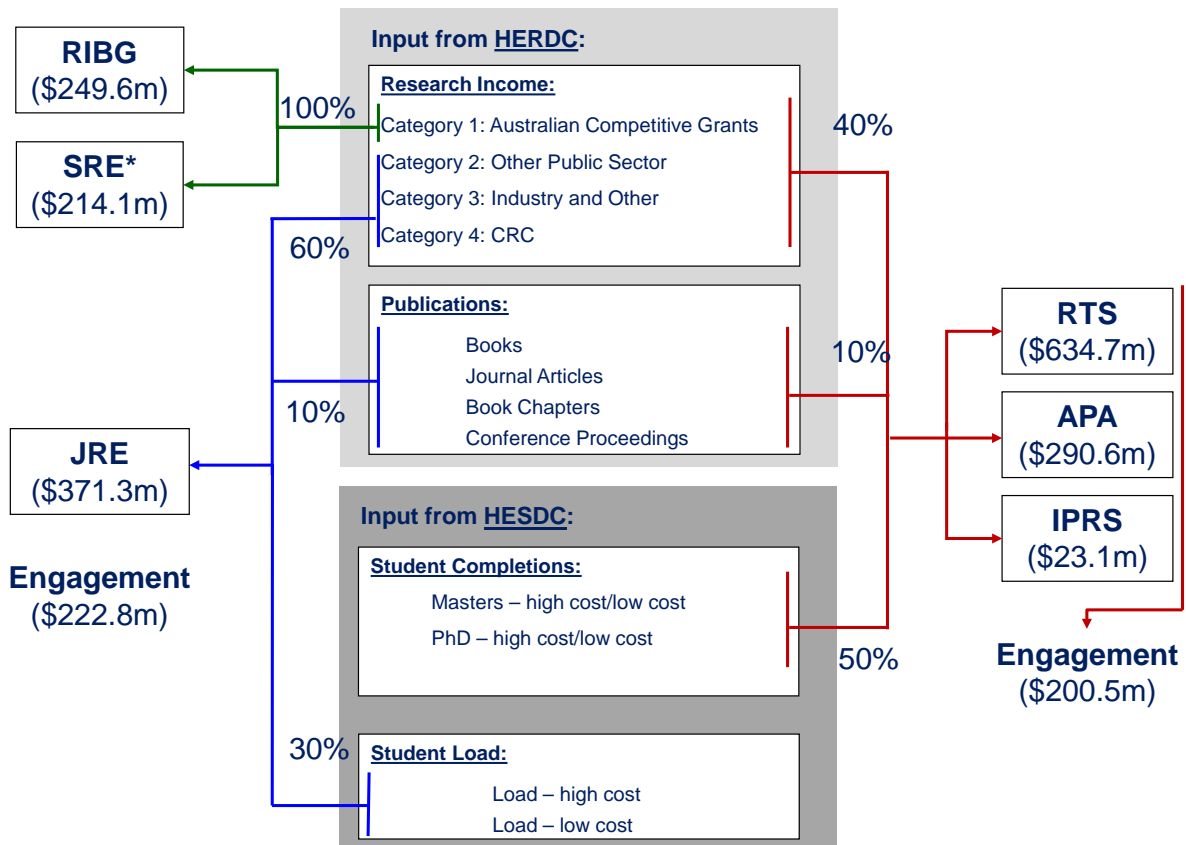 RIBG
($249.6m)
SRE*
($214.1m)
100%
60%
10%
JRE
($371.3m)
Engagement
($222.8m)
30%
Input from HERDC:
Research Income:
Category 1: Australian Competitive Grants
Category 2: Other Public Sector
Category 3: Industry and Other
Category 4: CRC
Publications:
Books
Journal Articles
Book Chapters
Conference Proceedings
Input from HESDC:
Student Completions:
Masters – high cost/low cost
PhD – high cost/low cost
Student Load:
Load – high cost
Load – low cost
40%
10%
50%
RTS
($634.7m)
APA
($290.6m)
IPRS
($23.1m)
Engagement
($200.5m)